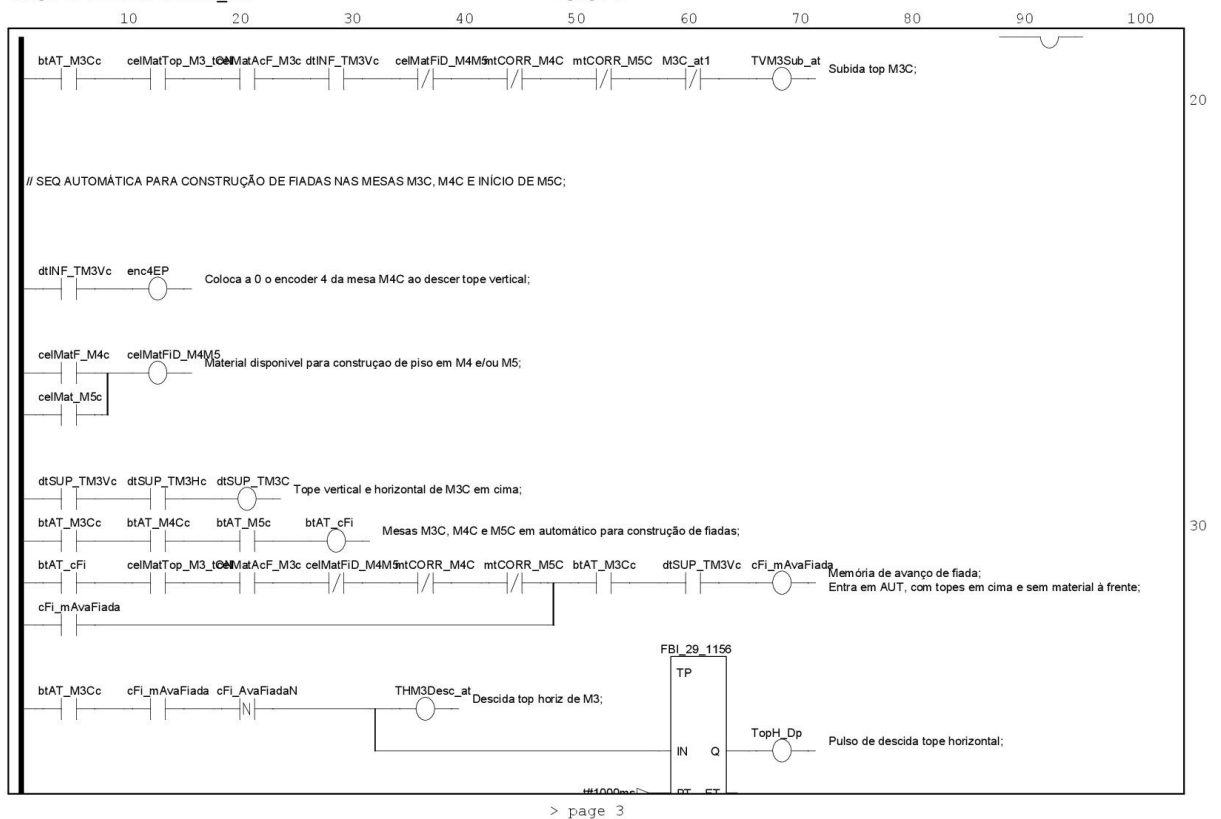 10 20 30 40 50 60 70 80 90 100
btAT_M3Cc celMatTop_M3_tcON celMatAcF_M3c dtINF_TM3Vc celMatFiD_M4M5 mtCORR_M4C mtCORR_M5C M3C_at1 TVM3Sub_at
Subida top M3C;
20
// SEQ AUTOMÁTICA PARA CONSTRUÇÃO DE FIADAS NAS MESAS M3C, M4C E INÍCIO DE M5C;
dtINF_TM3Vc enc4EP
Coloca a 0 o encoder 4 da mesa M4C ao descer tope vertical;
celMatF_M4c celMatFiD_M4M5
Material disponivel para construçao de piso em M4 e/ou M5;
celMat_M5c
dtSUP_TM3Vc dtSUP_TM3Hc dtSUP_TM3C
Tope vertical e horizontal de M3C em cima;
btAT_M3Cc btAT_M4Cc btAT_M5c btAT_cFi
Mesas M3C, M4C e M5C em automático para construção de fiadas;
30
btAT_cFi celMatTop_M3_tcON celMatAcF_M3c celMatFiD_M4M5 mtCORR_M4C mtCORR_M5C btAT_M3Cc dtSUP_TM3Vc cFi_mAvaFiada
Memória de avanço de fiada;
Entra em AUT, com topes em cima e sem material à frente;
cFi_mAvaFiada
FBI_29_1156
TP
btAT_M3Cc cFi_mAvaFiada cFi_AvaFiadaN THM3Desc_at
N
Descida top horiz de M3;
TopH_Dp
IN Q
Pulso de descida tope horizontal;
t#1000ms PT ET
> page 3